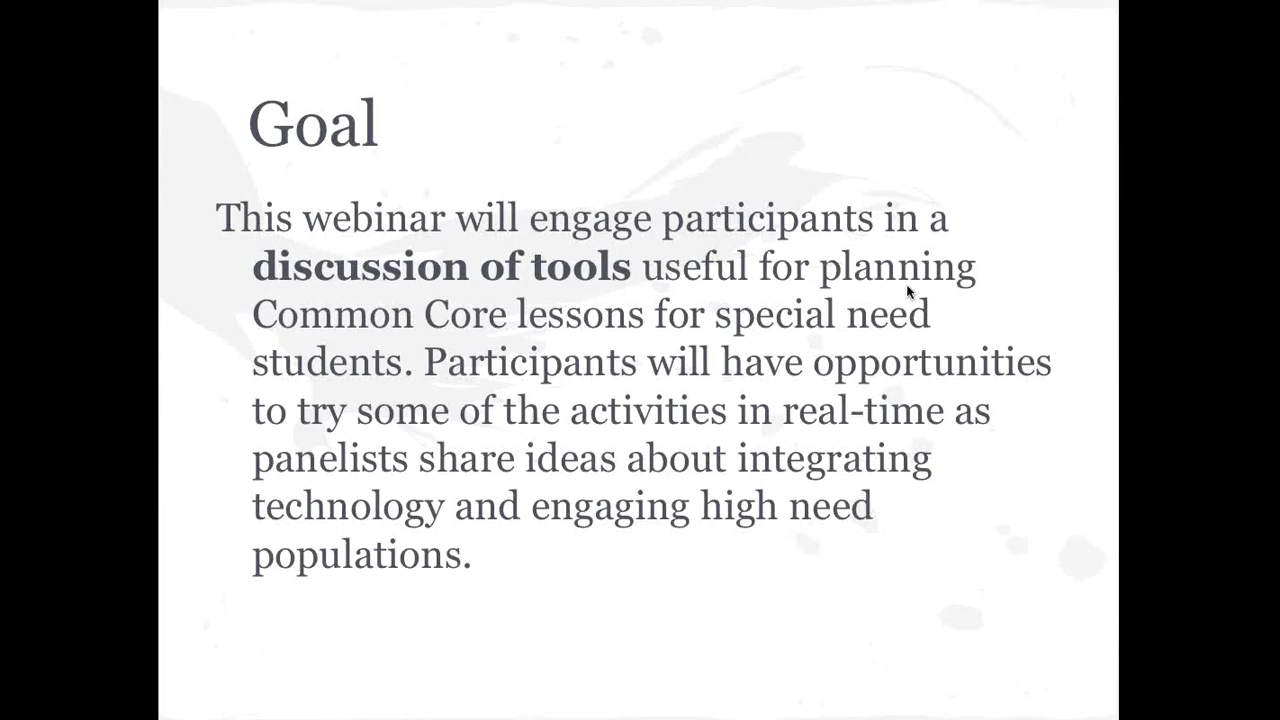 Goal
This webinar will engage participants in a
discussion of tools useful for planning
Common Core lessons for special need
students. Participants will have opportunities
to try some of the activities in real-time as
panelists share ideas about integrating
technology and engaging high need
populations.